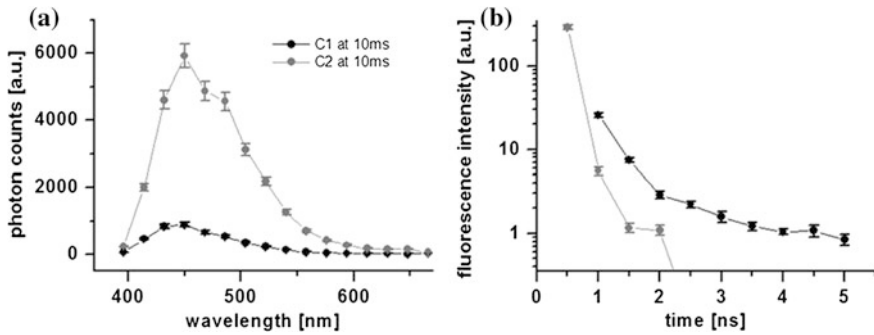 (a)
photon counts [a.u.]
6000
4000
2000
0
C1 at 10ms
C2 at 10ms
400
500
600
wavelength [nm]
(b)
fluorescence intensity [a.u.]
100
10
1
0
1
2
3
4
5
time [ns]